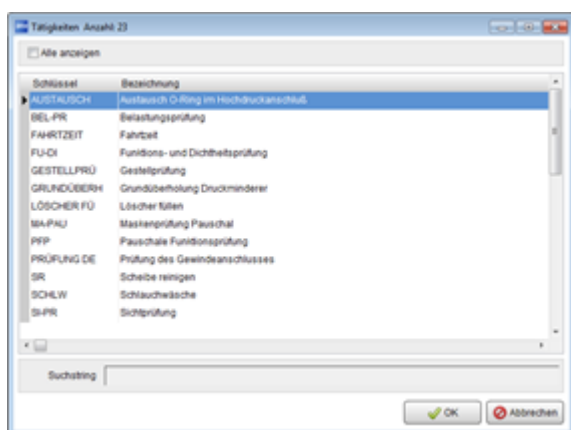 Tätigkeiten Anzahl: 23
Alle anzeigen
Schlüssel Bezeichnung
AUSTAUSCH Austausch O-Ring im Hochdruckanschluß
BEL-PR Belastungsprüfung
FAHRTZEIT Fahrtzeit
FU-DI Funktions- und Dichtheitsprüfung
GESTELLPRÜ Gestellprüfung
GRUNDÜBERH Grundüberholung Druckminderer
LÖSCHER FÜ Löscher füllen
MA-PAU Maskenprüfung Pauschal
PFP Pauschale Funktionsprüfung
PRÜFUNG DE Prüfung des Gewindeanschlusses
SR Scheibe reinigen
SCHLW Schlauchwäsche
SI-PR Sichtprüfung
Suchstring
OK Abbrechen